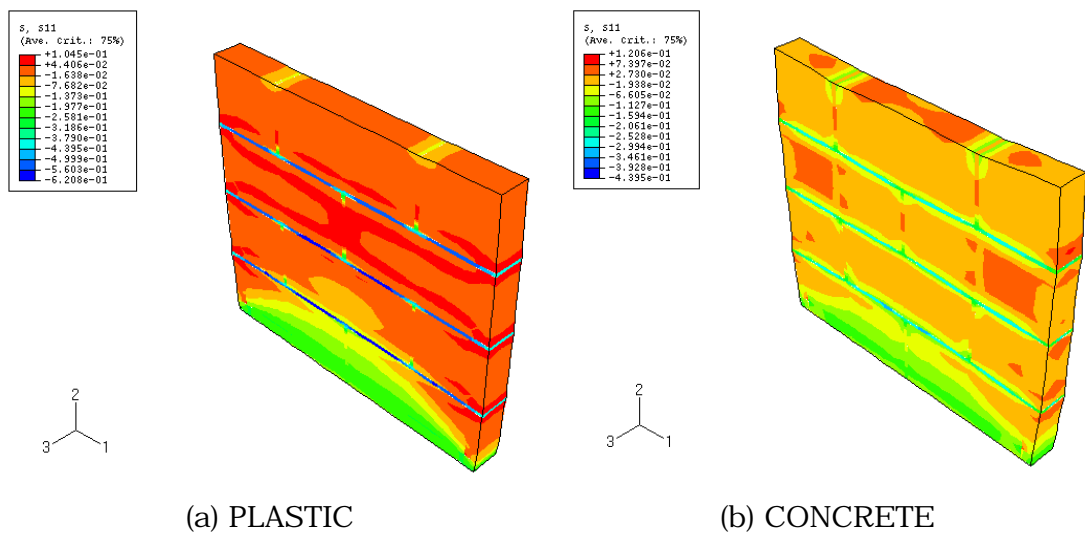 S, S11
(Ave. Crit.: 75%)
+1.045e-01
+4.406e-02
-1.638e-02
-7.682e-02
-1.373e-01
-1.977e-01
-2.581e-01
-3.186e-01
-3.790e-01
-4.395e-01
-4.999e-01
-5.603e-01
-6.208e-01
2
3
1
(a) PLASTIC
S, S11
(Ave. Crit.: 75%)
+1.206e-01
+7.397e-02
+2.730e-02
-1.938e-02
-6.605e-02
-1.127e-01
-1.594e-01
-2.061e-01
-2.528e-01
-2.994e-01
-3.461e-01
-3.928e-01
-4.395e-01
2
3
1
(b) CONCRETE